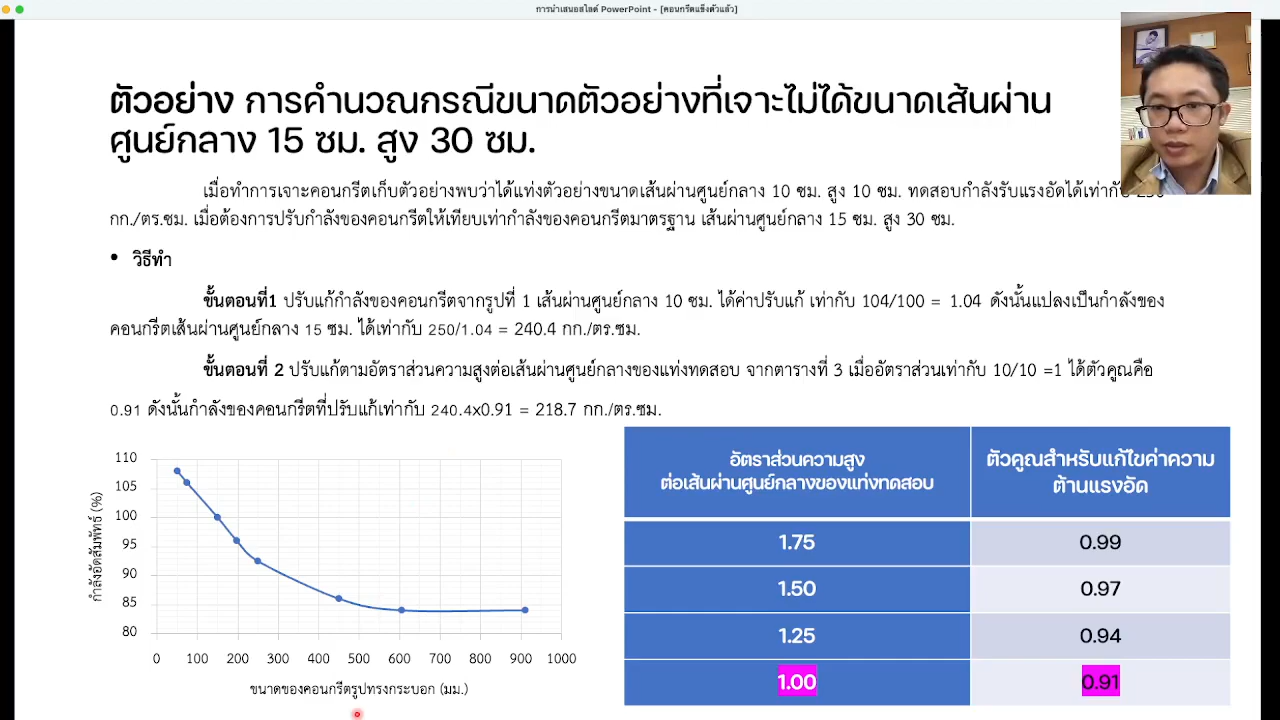 การนำเสนอสไลด์ PowerPoint - [คอนกรีตแข็งตัวแล้ว]
ตัวอย่าง การคำนวณกรณีขนาดตัวอย่างที่เจาะไม่ได้ขนาดเส้นผ่าน
ศูนย์กลาง 15 ซม. สูง 30 ซม.
เมื่อทำการเจาะคอนกรีตเก็บตัวอย่างพบว่าได้แท่งตัวอย่างขนาดเส้นผ่านศูนย์กลาง 10 ซม. สูง 10 ซม. ทดสอบกำลังรับแรงอัดได้เท่ากับ
กก./ตร.ซม. เมื่อต้องการปรับกำลังของคอนกรีตให้เทียบเท่ากำลังของคอนกรีตมาตรฐาน เส้นผ่านศูนย์กลาง 15 ซม. สูง 30 ซม.
• วิธีทำ
ขั้นตอนที่1 ปรับแก้กำลังของคอนกรีตจากรูปที่ 1 เส้นผ่านศูนย์กลาง 10 ซม. ได้ค่าปรับแก้ เท่ากับ 104/100 = 1.04 ดังนั้นแปลงเป็นกำลังของ
คอนกรีตเส้นผ่านศูนย์กลาง 15 ซม. ได้เท่ากับ 250/1.04 = 240.4 กก./ตร.ซม.
ขั้นตอนที่ 2 ปรับแก้ตามอัตราส่วนความสูงต่อเส้นผ่านศูนย์กลางของแท่งทดสอบ จากตารางที่ 3 เมื่ออัตราส่วนเท่ากับ 10/10 =1 ได้ตัวคูณคือ
0.91 ดังนั้นกำลังของคอนกรีตที่ปรับแก้เท่ากับ 240.4x0.91 = 218.7 กก./ตร.ซม.
กำลังอัดสัมพัทธ์ (%)
110
105
100
95
90
85
80
0 100 200 300 400 500 600 700 800 900 1000
ขนาดของคอนกรีตรูปทรงกระบอก (มม.)
อัตราส่วนความสูง
ต่อเส้นผ่านศูนย์กลางของแท่งทดสอบ
ตัวคูณสำหรับแก้ไขค่าความ
ต้านแรงอัด
1.75 0.99
1.50 0.97
1.25 0.94
1.00 0.91